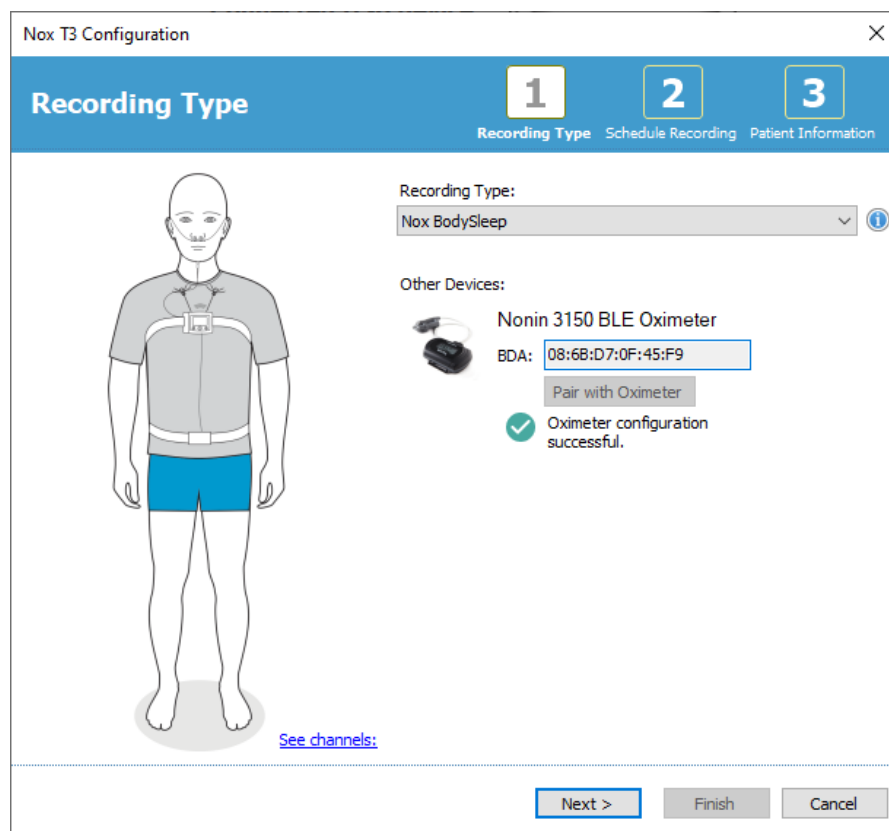 Nox T3 Configuration
Recording Type
1
Recording Type
2
Schedule Recording
3
Patient Information
Recording Type:
Nox BodySleep
Other Devices:
Nonin 3150 BLE Oximeter
BDA: 08:6B:D7:0F:45:F9
Pair with Oximeter
Oximeter configuration
successful.
See channels:
Next >
Finish
Cancel